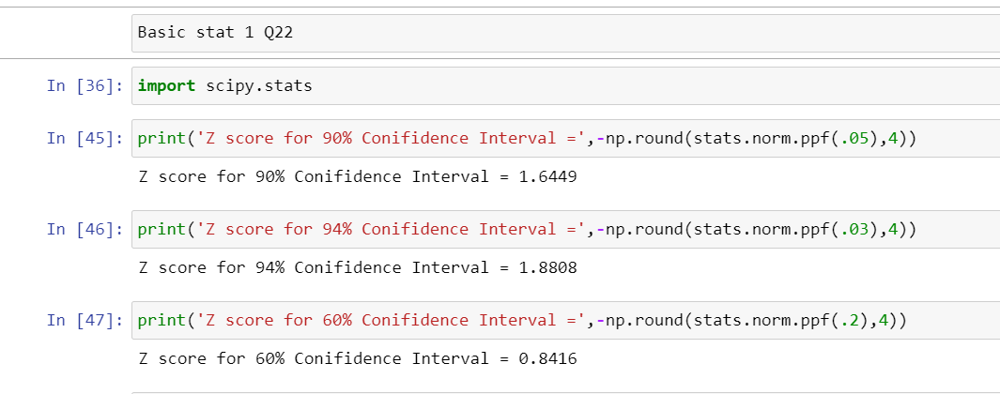 Basic stat 1 Q22
In [36]: import scipy.stats
In [45]: print('Z score for 90% Conifidence Interval =',-np.round(stats.norm.ppf(.05),4))
Z score for 90% Conifidence Interval = 1.6449
In [46]: print('Z score for 94% Conifidence Interval =',-np.round(stats.norm.ppf(.03),4))
Z score for 94% Conifidence Interval = 1.8808
In [47]: print('Z score for 60% Conifidence Interval =',-np.round(stats.norm.ppf(.2),4))
Z score for 60% Conifidence Interval = 0.8416